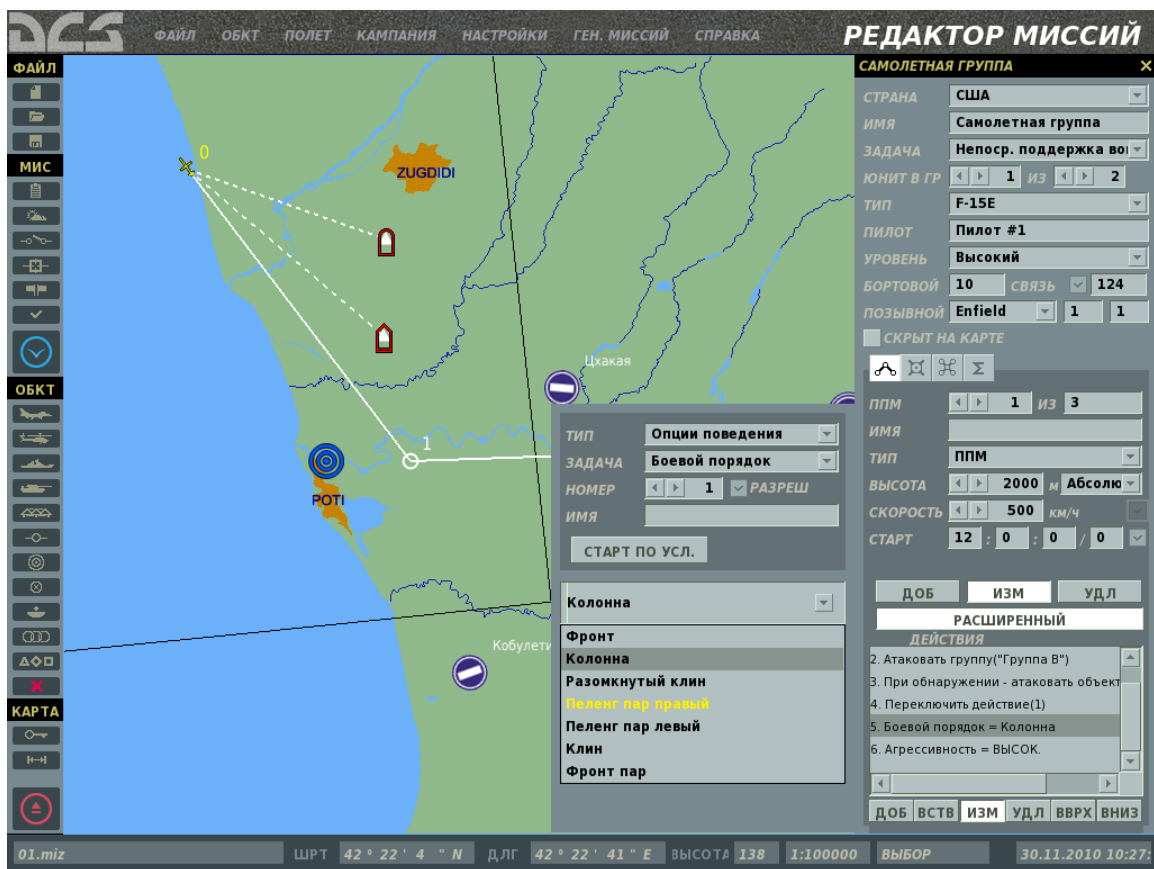 DCS ФАЙЛ ОБКТ ПОЛЕТ КАМПАНИЯ НАСТРОЙКИ ГЕН. МИССИЙ СПРАВКА РЕДАКТОР МИССИЙ
ФАЙЛ
МИС
ОБКТ
КАРТА
0
ZUGDIDI
Цхакая
1
POTI
Кобулети
ТИП Опции поведения
ЗАДАЧА Боевой порядок
НОМЕР 1 РАЗРЕШ
ИМЯ
СТАРТ ПО УСЛ.
Колонна
Фронт
Колонна
Разомкнутый клин
Пеленг пар правый
Пеленг пар левый
Клин
Фронт пар
САМОЛЕТНАЯ ГРУППА
СТРАНА США
ИМЯ Самолетная группа
ЗАДАЧА Непоср. поддержка во
ЮНИТ В ГР 1 ИЗ 2
ТИП F-15E
ПИЛОТ Пилот #1
УРОВЕНЬ Высокий
БОРТОВОЙ 10 СВЯЗЬ 124
ПОЗЫВНОЙ Enfield 1 1
СКРЫТ НА КАРТЕ
Σ
ППМ 1 ИЗ 3
ИМЯ
ТИП ППМ
ВЫСОТА 2000 м Абсолю
СКОРОСТЬ 500 км/ч
СТАРТ 12 : 0 : 0 / 0
ДОБ ИЗМ УДЛ
РАСШИРЕННЫЙ
ДЕЙСТВИЯ
2. Атаковать группу("Группа B")
3. При обнаружении - атаковать объект
4. Переключить действие(1)
5. Боевой порядок = Колонна
6. Агрессивность = ВЫСОК.
ДОБ ВСТВ ИЗМ УДЛ ВВРХ ВНИЗ
01.miz ШРТ 42 ° 22 ' 4 " N ДЛГ 42 ° 22 ' 41 " E ВЫСОТА 138 1:100000 ВЫБОР 30.11.2010 10:27: